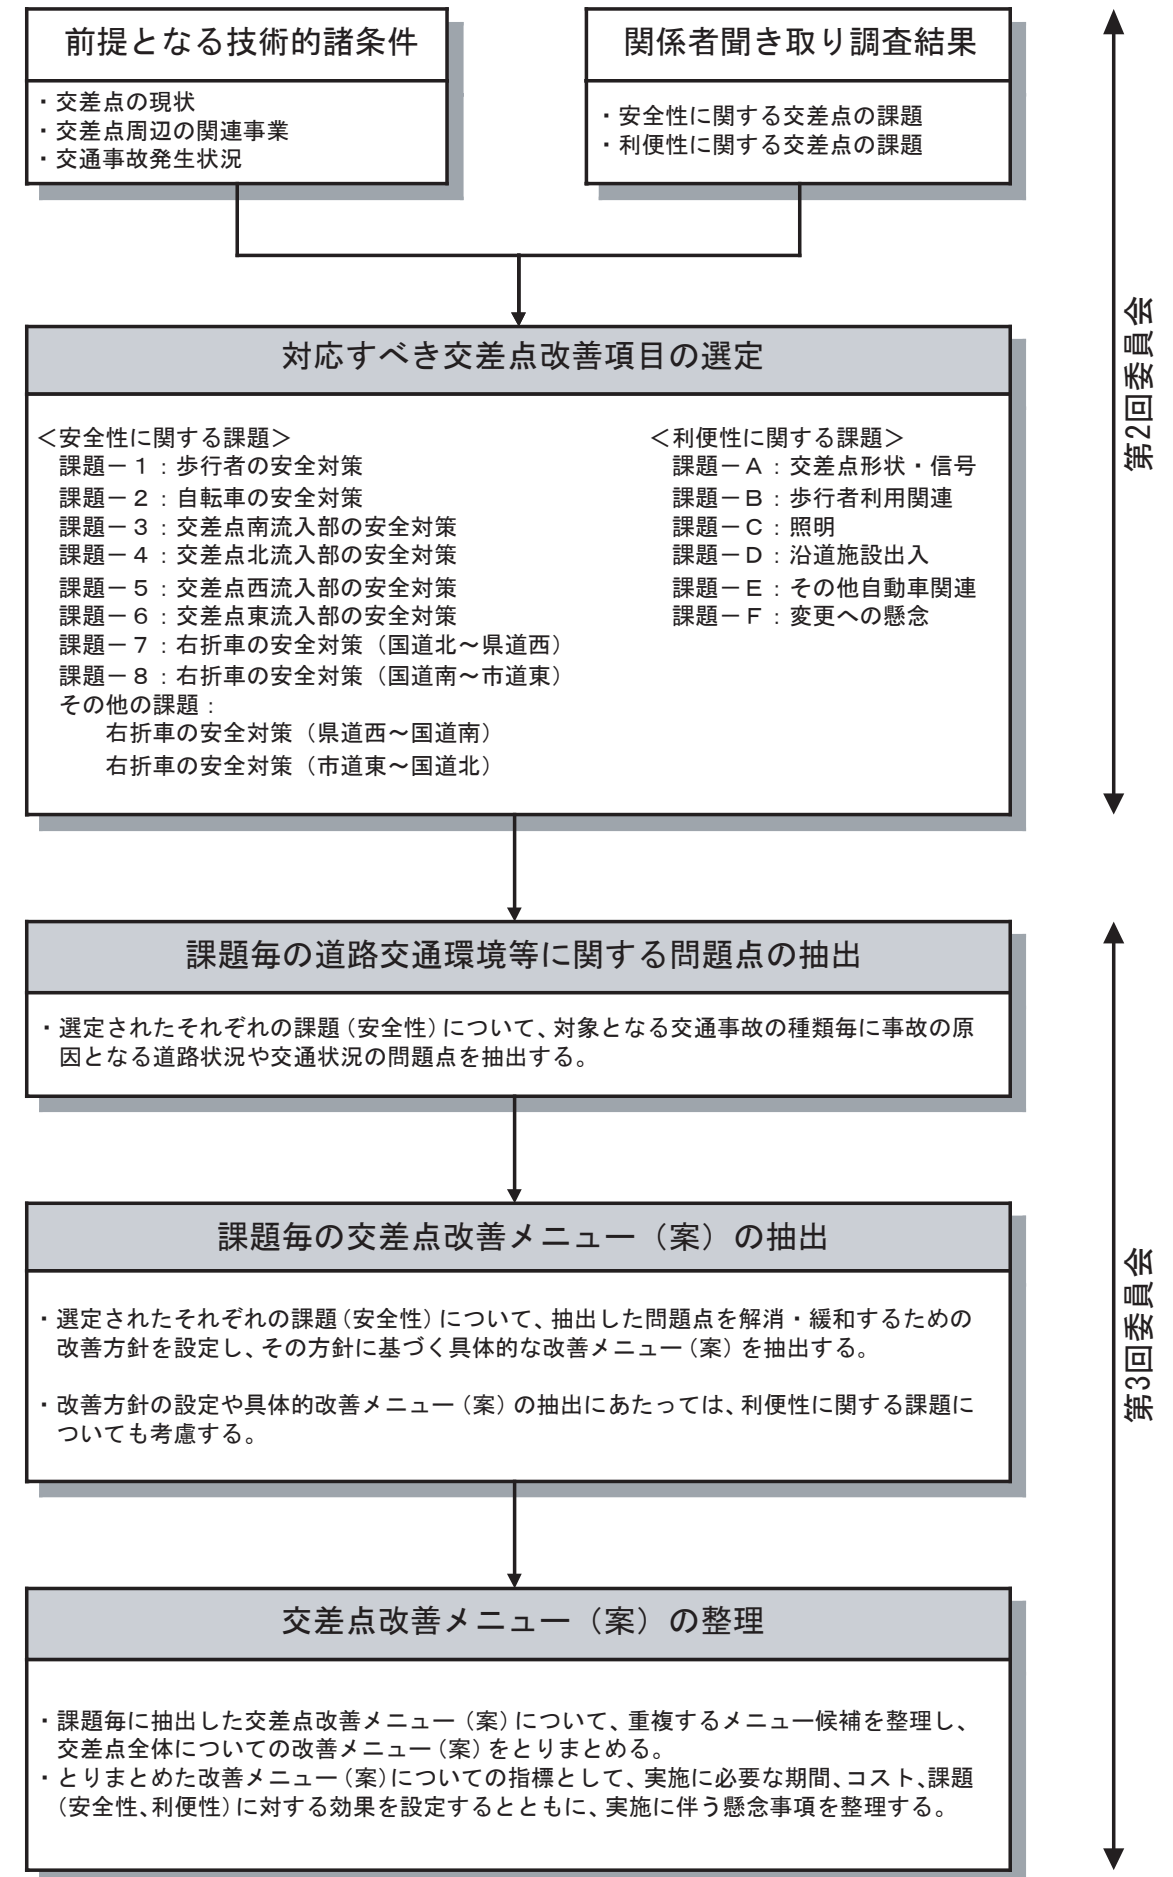 前提となる技術的諸条件
・交差点の現状
・交差点周辺の関連事業
・交通事故発生状況
関係者聞き取り調査結果
・安全性に関する交差点の課題
・利便性に関する交差点の課題
対応すべき交差点改善項目の選定
＜安全性に関する課題＞
課題－１：歩行者の安全対策
課題－２：自転車の安全対策
課題－３：交差点南流入部の安全対策
課題－４：交差点北流入部の安全対策
課題－５：交差点西流入部の安全対策
課題－６：交差点東流入部の安全対策
課題－７：右折車の安全対策（国道北～県道西）
課題－８：右折車の安全対策（国道南～市道東）
その他の課題：
右折車の安全対策（県道西～国道南）
右折車の安全対策（市道東～国道北）
＜利便性に関する課題＞
課題－Ａ：交差点形状・信号
課題－Ｂ：歩行者利用関連
課題－Ｃ：照明
課題－Ｄ：沿道施設出入
課題－Ｅ：その他自動車関連
課題－Ｆ：変更への懸念
第2回委員会
課題毎の道路交通環境等に関する問題点の抽出
・選定されたそれぞれの課題（安全性）について、対象となる交通事故の種類毎に事故の原
因となる道路状況や交通状況の問題点を抽出する。
課題毎の交差点改善メニュー（案）の抽出
・選定されたそれぞれの課題（安全性）について、抽出した問題点を解消・緩和するための
改善方針を設定し、その方針に基づく具体的な改善メニュー（案）を抽出する。
・改善方針の設定や具体的改善メニュー（案）の抽出にあたっては、利便性に関する課題に
ついても考慮する。
交差点改善メニュー（案）の整理
・課題毎に抽出した交差点改善メニュー（案）について、重複するメニュー候補を整理し、
交差点全体についての改善メニュー（案）をとりまとめる。
・とりまとめた改善メニュー（案）についての指標として、実施に必要な期間、コスト、課題
（安全性、利便性）に対する効果を設定するとともに、実施に伴う懸念事項を整理する。
第3回委員会